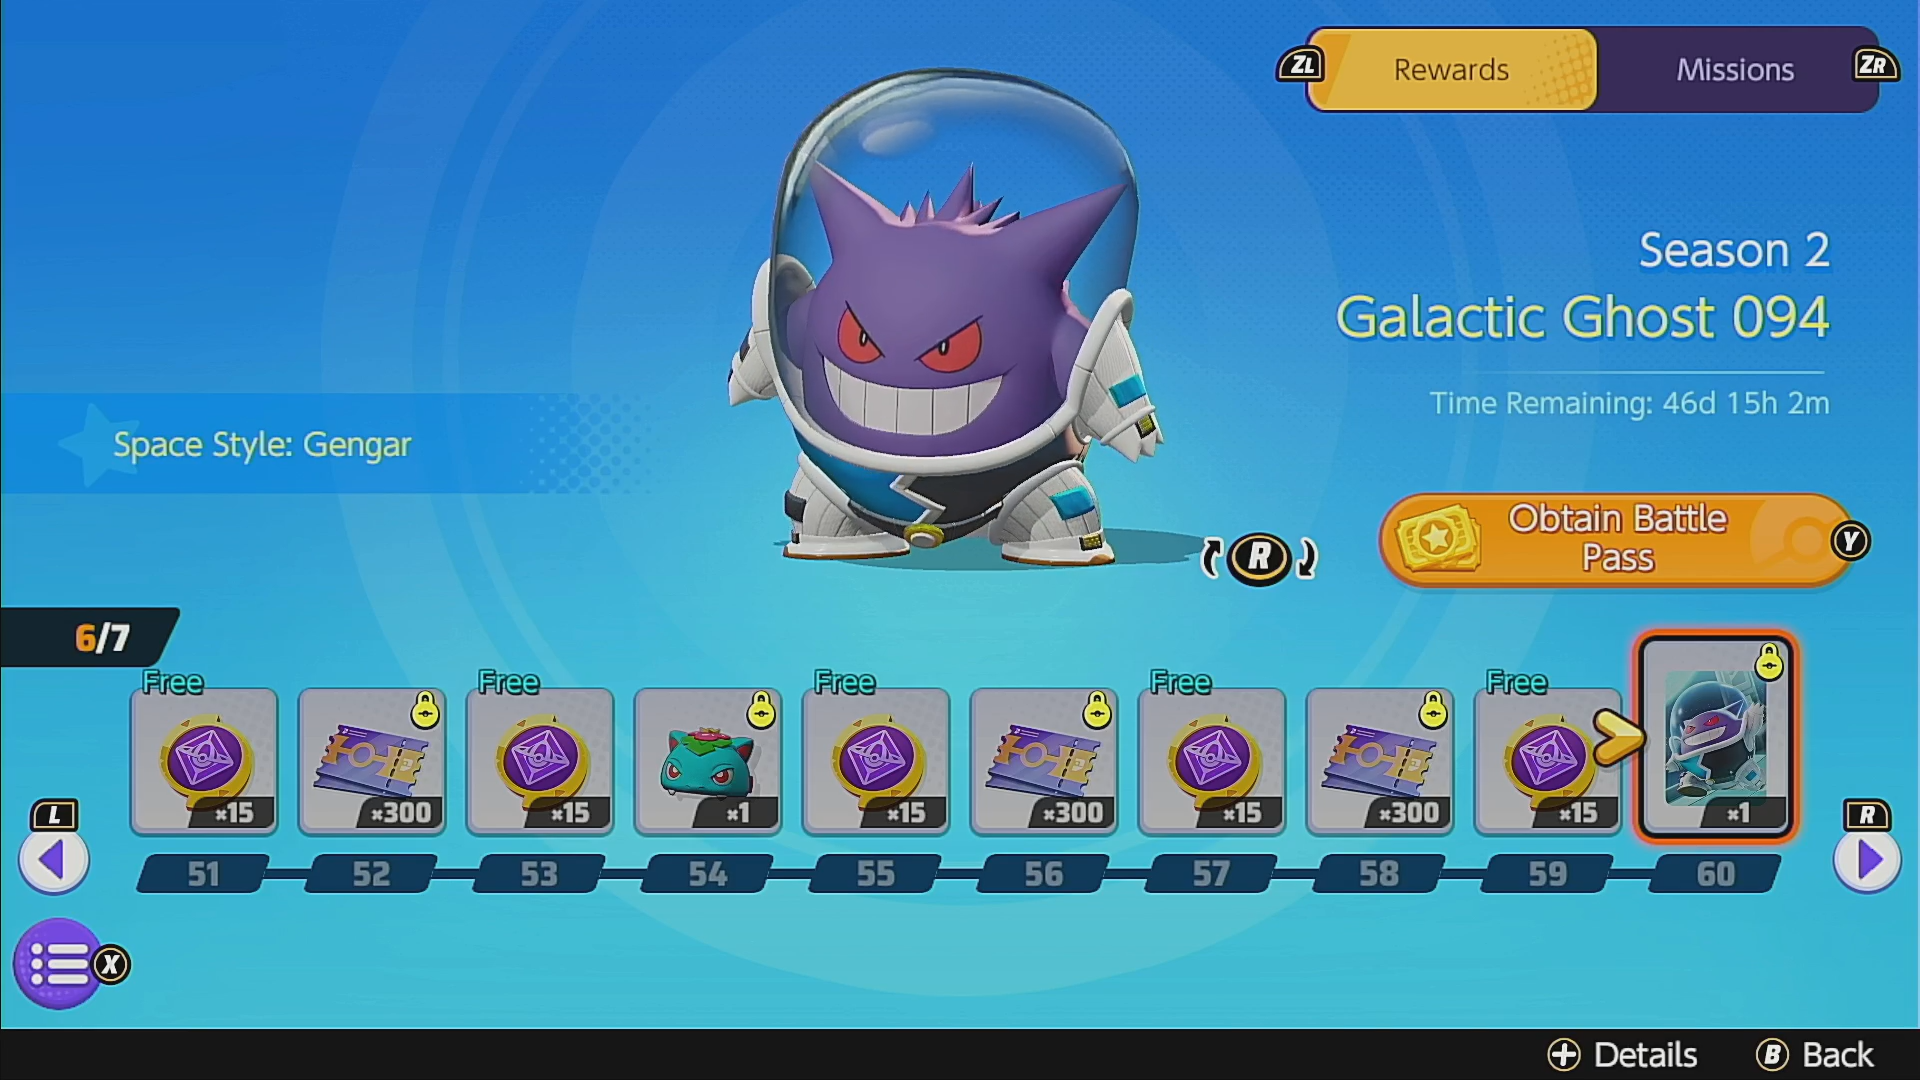 ZL
Rewards
Missions
ZR
Season 2
Galactic Ghost 094
Time Remaining: 46d 15h 2m
Space Style: Gengar
R
Obtain Battle
Pass
Y
6/7
Free
Free
Free
Free
Free
×15
×300
×15
×1
×15
×300
×15
×300
×15
×1
L
R
51
52
53
54
55
56
57
58
59
60
X
Details
B
Back